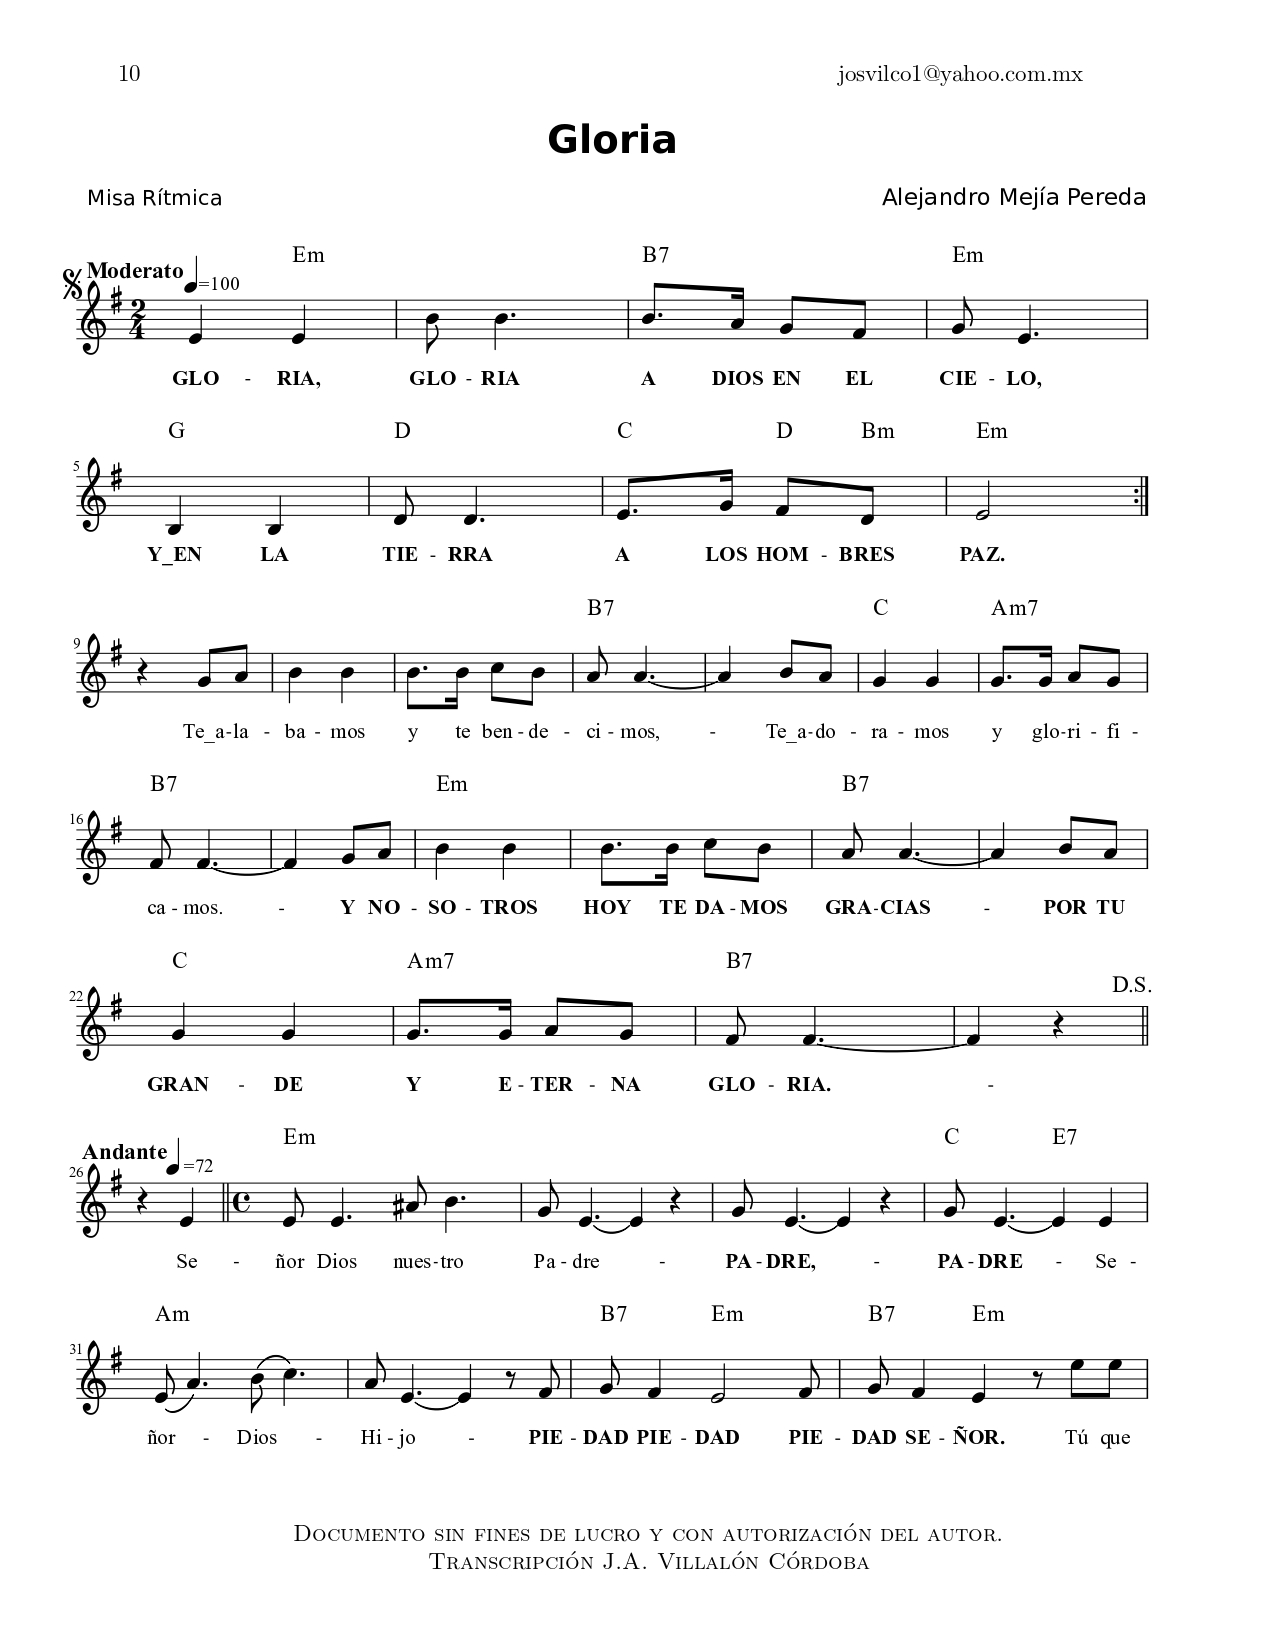 10 josvilco1@yahoo.com.mx
Gloria
Misa Rítmica Alejandro Mejía Pereda
Em B7 Em
Moderato =100
2
4
GLO - RIA, GLO - RIA A DIOS EN EL CIE - LO,
G D C D Bm Em
5
Y_EN LA TIE - RRA A LOS HOM - BRES PAZ.
B7 C Am7
9
Te_a-la - ba - mos y te ben - de - ci - mos, - Te_a-do - ra - mos y glo-ri - fi -
B7 Em B7
16
ca - mos. - Y NO - SO - TROS HOY TE DA - MOS GRA-CIAS - POR TU
C Am7 B7
D.S.
22
GRAN - DE Y E - TER - NA GLO - RIA. -
Em C E7
Andante =72
26
Se - ñor Dios nues-tro Pa - dre - PA - DRE, - PA - DRE - Se -
Am B7 Em B7 Em
31
ñor - Dios - Hi - jo - PIE - DAD PIE - DAD PIE - DAD SE - ÑOR. Tú que
Documento sin fines de lucro y con autorización del autor.
Transcripción J.A. Villalón Córdoba